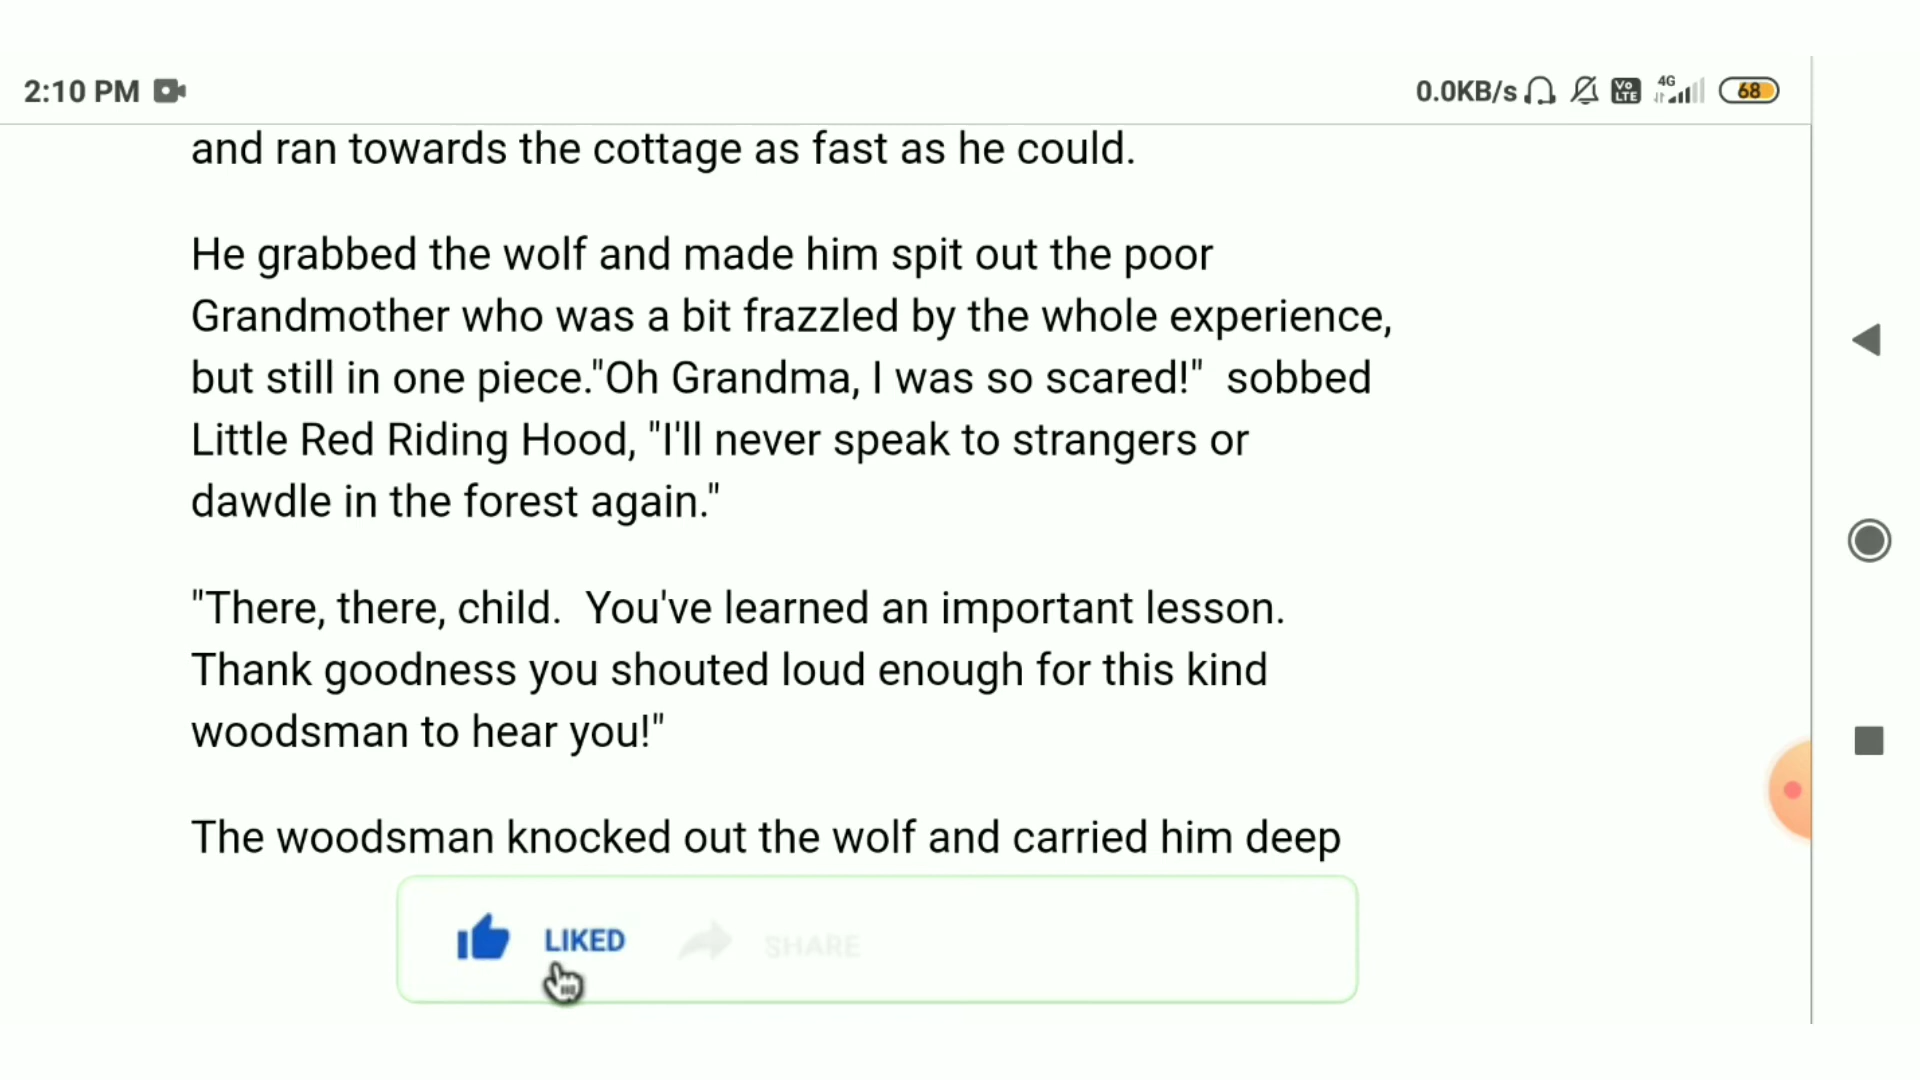 2:10 PM
0.0KB/s Vo LTE 4G 68
and ran towards the cottage as fast as he could.
He grabbed the wolf and made him spit out the poor
Grandmother who was a bit frazzled by the whole experience,
but still in one piece."Oh Grandma, I was so scared!"  sobbed
Little Red Riding Hood, "I'll never speak to strangers or
dawdle in the forest again."
"There, there, child.  You've learned an important lesson.
Thank goodness you shouted loud enough for this kind
woodsman to hear you!"
The woodsman knocked out the wolf and carried him deep
LIKED SHARE